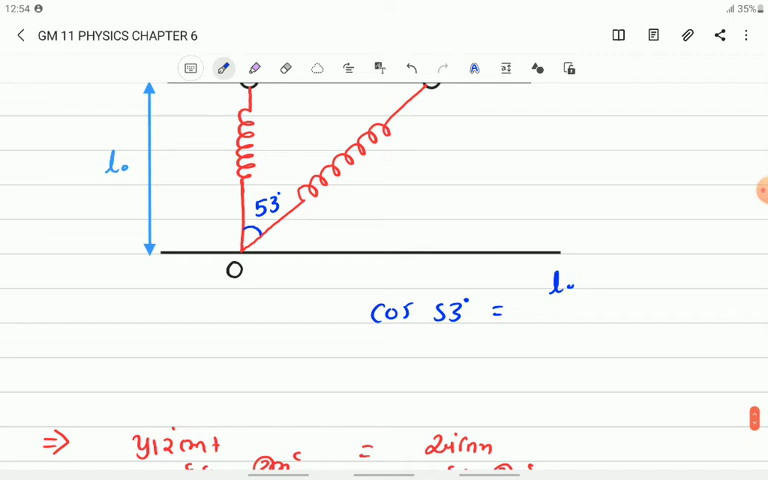 12:54 35%
GM 11 PHYSICS CHAPTER 6
l₀
53°
O
l₀
cos 53° =
⇒ =